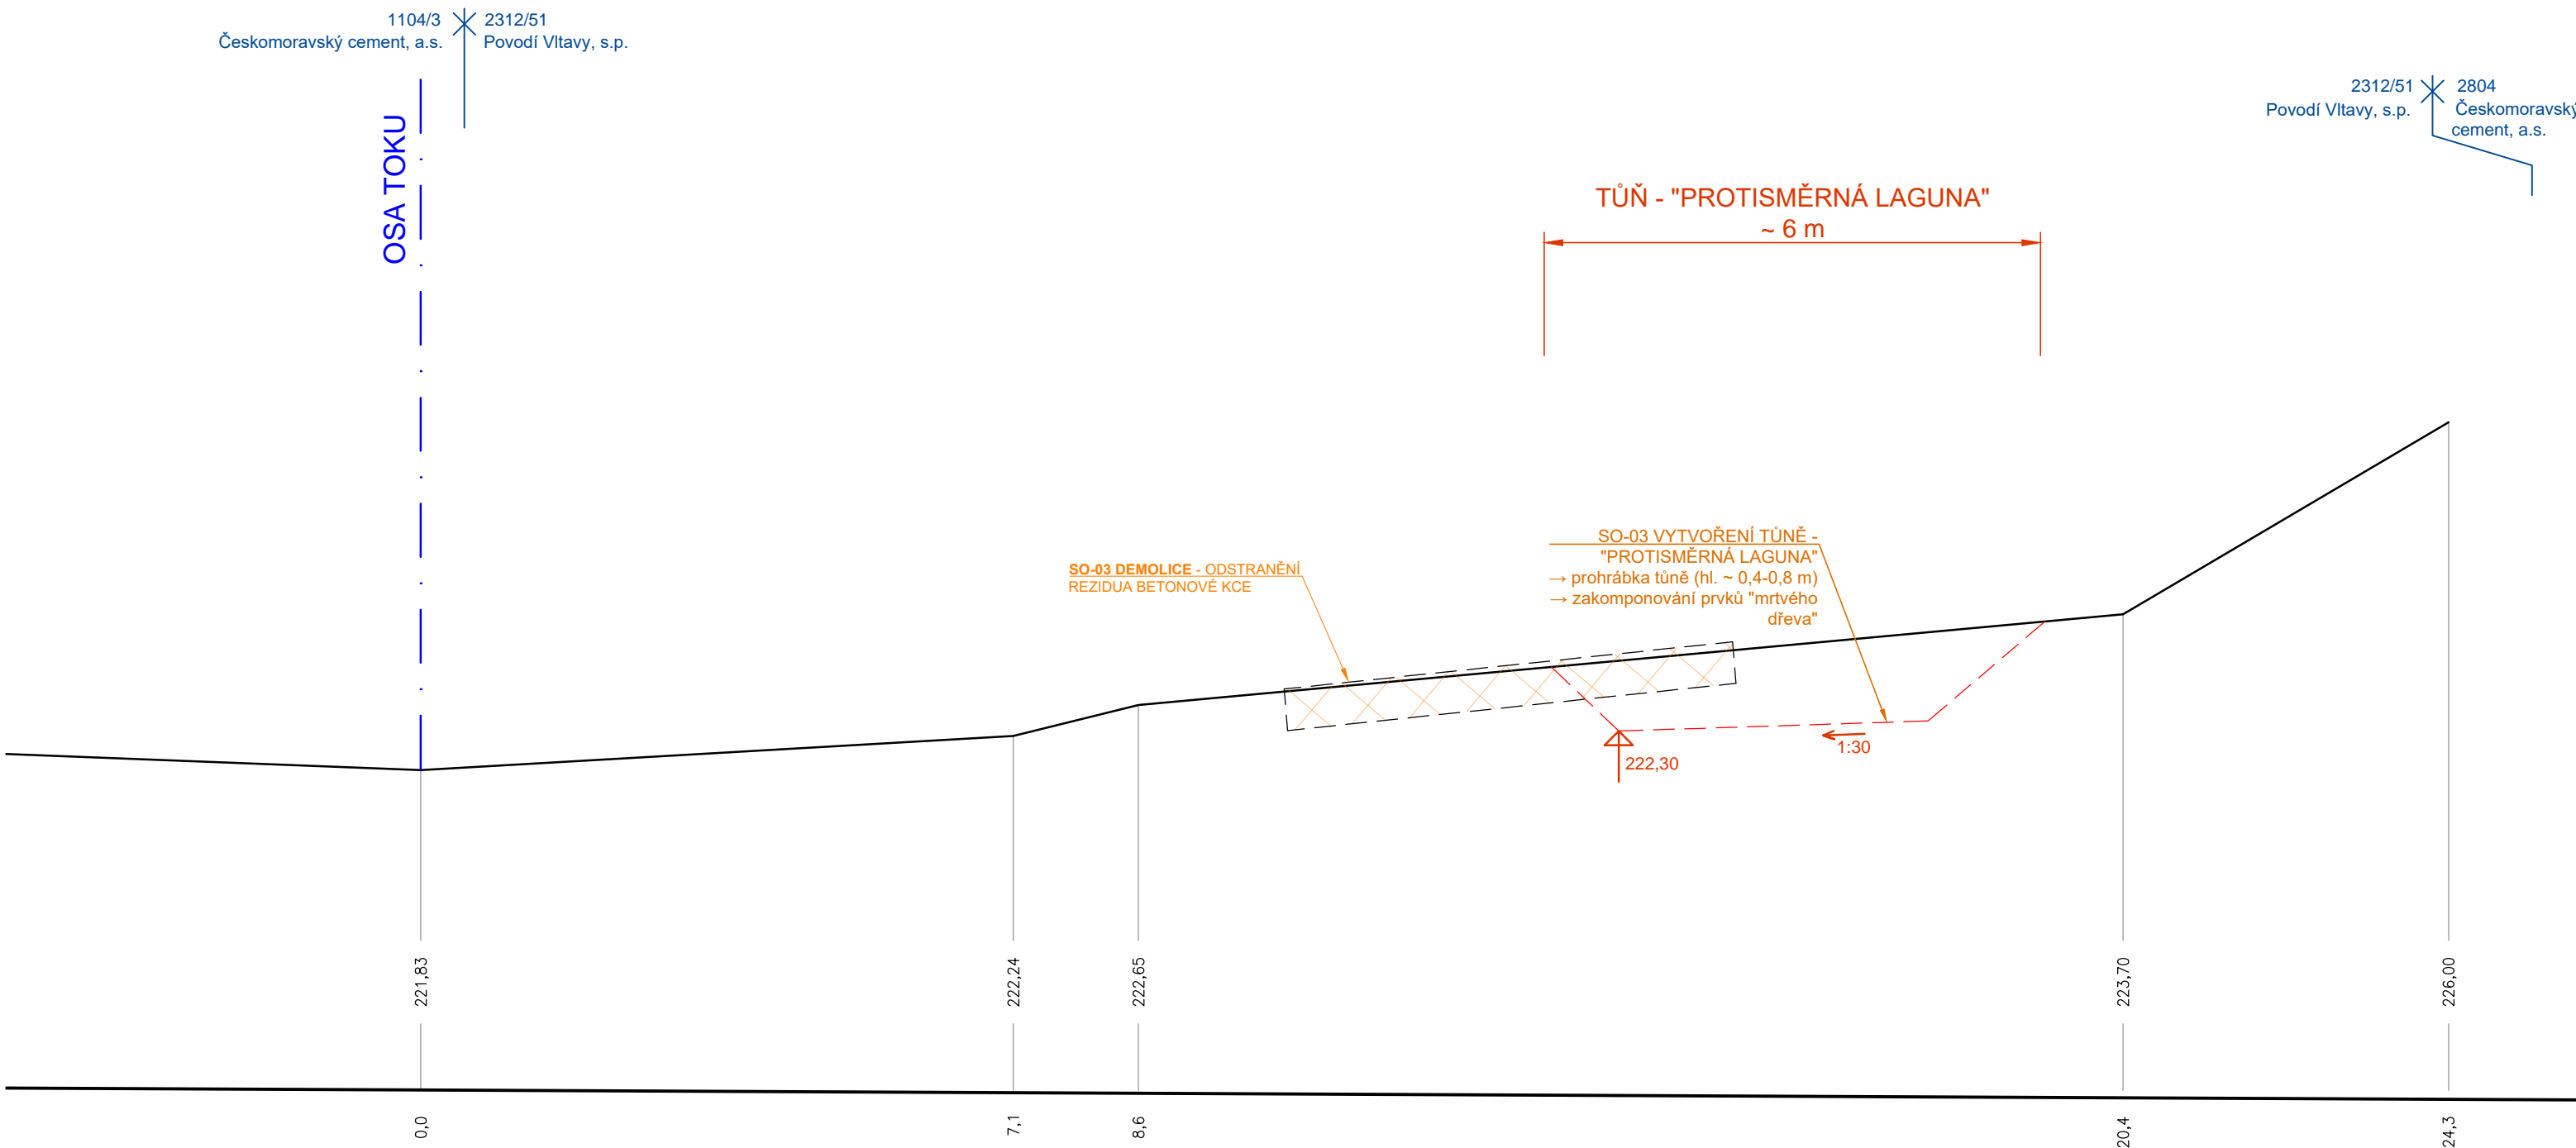 1104/3
2312/51
Českomoravský cement, a.s.
Povodí Vltavy, s.p.
2312/51
2804
Povodí Vltavy, s.p.
Českomoravský
cement, a.s.
OSA TOKU
TŮŇ - "PROTISMĚRNÁ LAGUNA"
~ 6 m
SO-03 DEMOLICE - ODSTRANĚNÍ
REZIDUA BETONOVÉ KCE
SO-03 VYTVOŘENÍ TŮNĚ -
"PROTISMĚRNÁ LAGUNA"
→ prohrábka tůně (hl. ~ 0,4-0,8 m)
→ zakomponování prvků "mrtvého
dřeva"
1:30
222,30
221,83
222,24
222,65
223,70
226,00
0,0
7,1
8,6
20,4
24,3